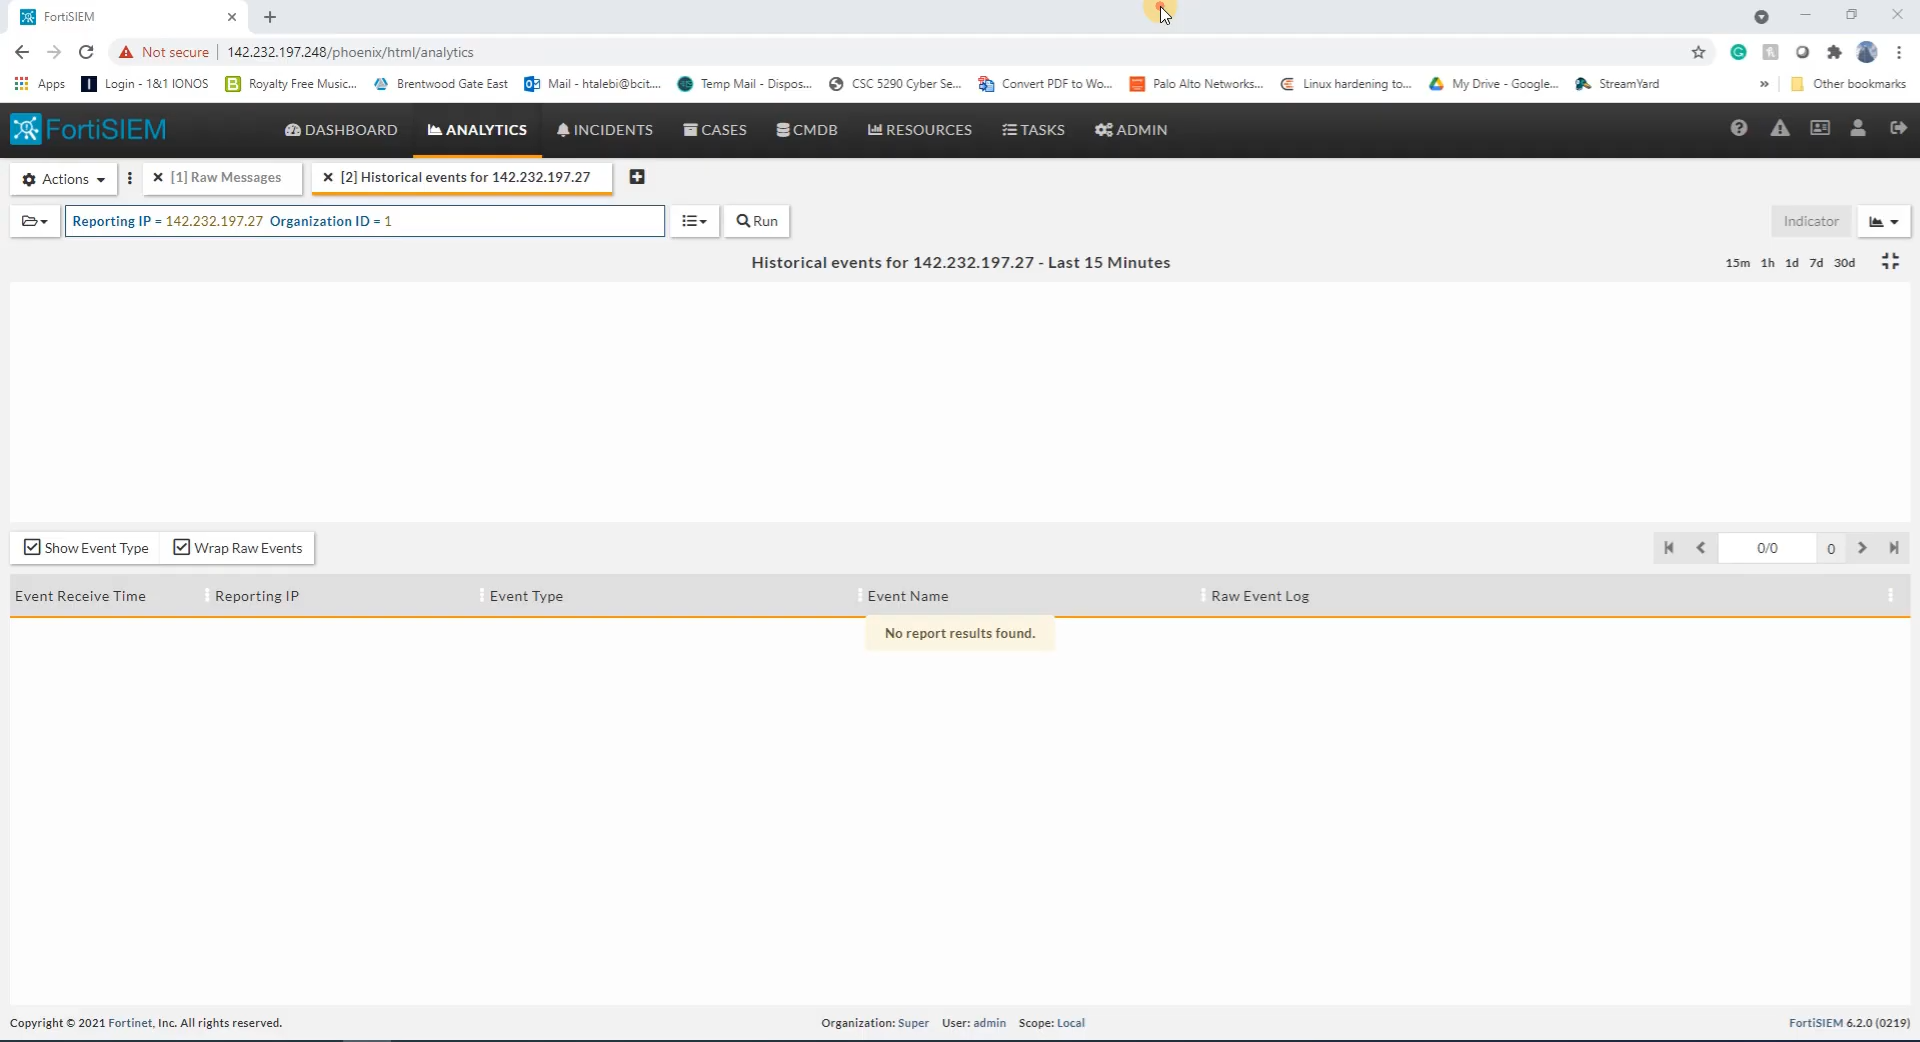 FortiSIEM
Not secure | 142.232.197.248/phoenix/html/analytics
Apps Login - 1&1 IONOS Royalty Free Music... Brentwood Gate East Mail - htalebi@bcit.... Temp Mail - Dispos... CSC 5290 Cyber Se... Convert PDF to Wo... Palo Alto Networks... Linux hardening to... My Drive - Google... StreamYard » Other bookmarks
FortiSIEM DASHBOARD ANALYTICS INCIDENTS CASES CMDB RESOURCES TASKS ADMIN
Actions [1] Raw Messages [2] Historical events for 142.232.197.27
Reporting IP = 142.232.197.27 Organization ID = 1 Run Indicator
Historical events for 142.232.197.27 - Last 15 Minutes 15m 1h 1d 7d 30d
Show Event Type Wrap Raw Events 0/0 0
Event Receive Time Reporting IP Event Type Event Name Raw Event Log
No report results found.
Copyright © 2021 Fortinet, Inc. All rights reserved. Organization: Super User: admin Scope: Local FortiSIEM 6.2.0 (0219)